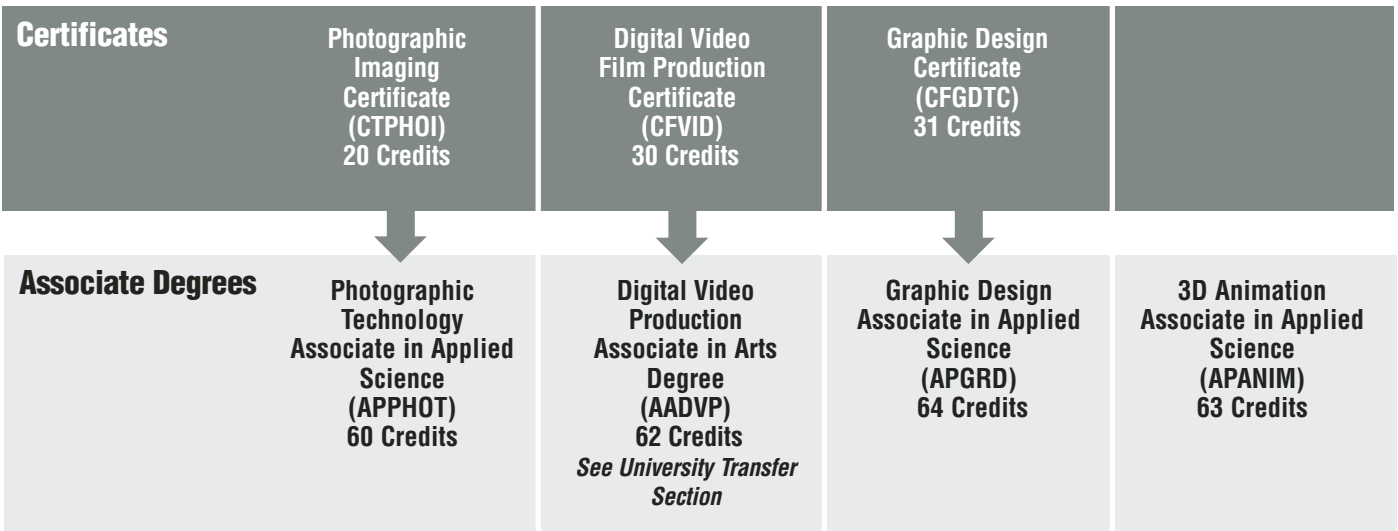 Certificates
Photographic
Imaging
Certificate
(CTPHOI)
20 Credits
Digital Video
Film Production
Certificate
(CFVID)
30 Credits
Graphic Design
Certificate
(CFGDTC)
31 Credits
Associate Degrees
Photographic
Technology
Associate in Applied
Science
(APPHOT)
60 Credits
Digital Video
Production
Associate in Arts
Degree
(AADVP)
62 Credits
See University Transfer
Section
Graphic Design
Associate in Applied
Science
(APGRD)
64 Credits
3D Animation
Associate in Applied
Science
(APANIM)
63 Credits